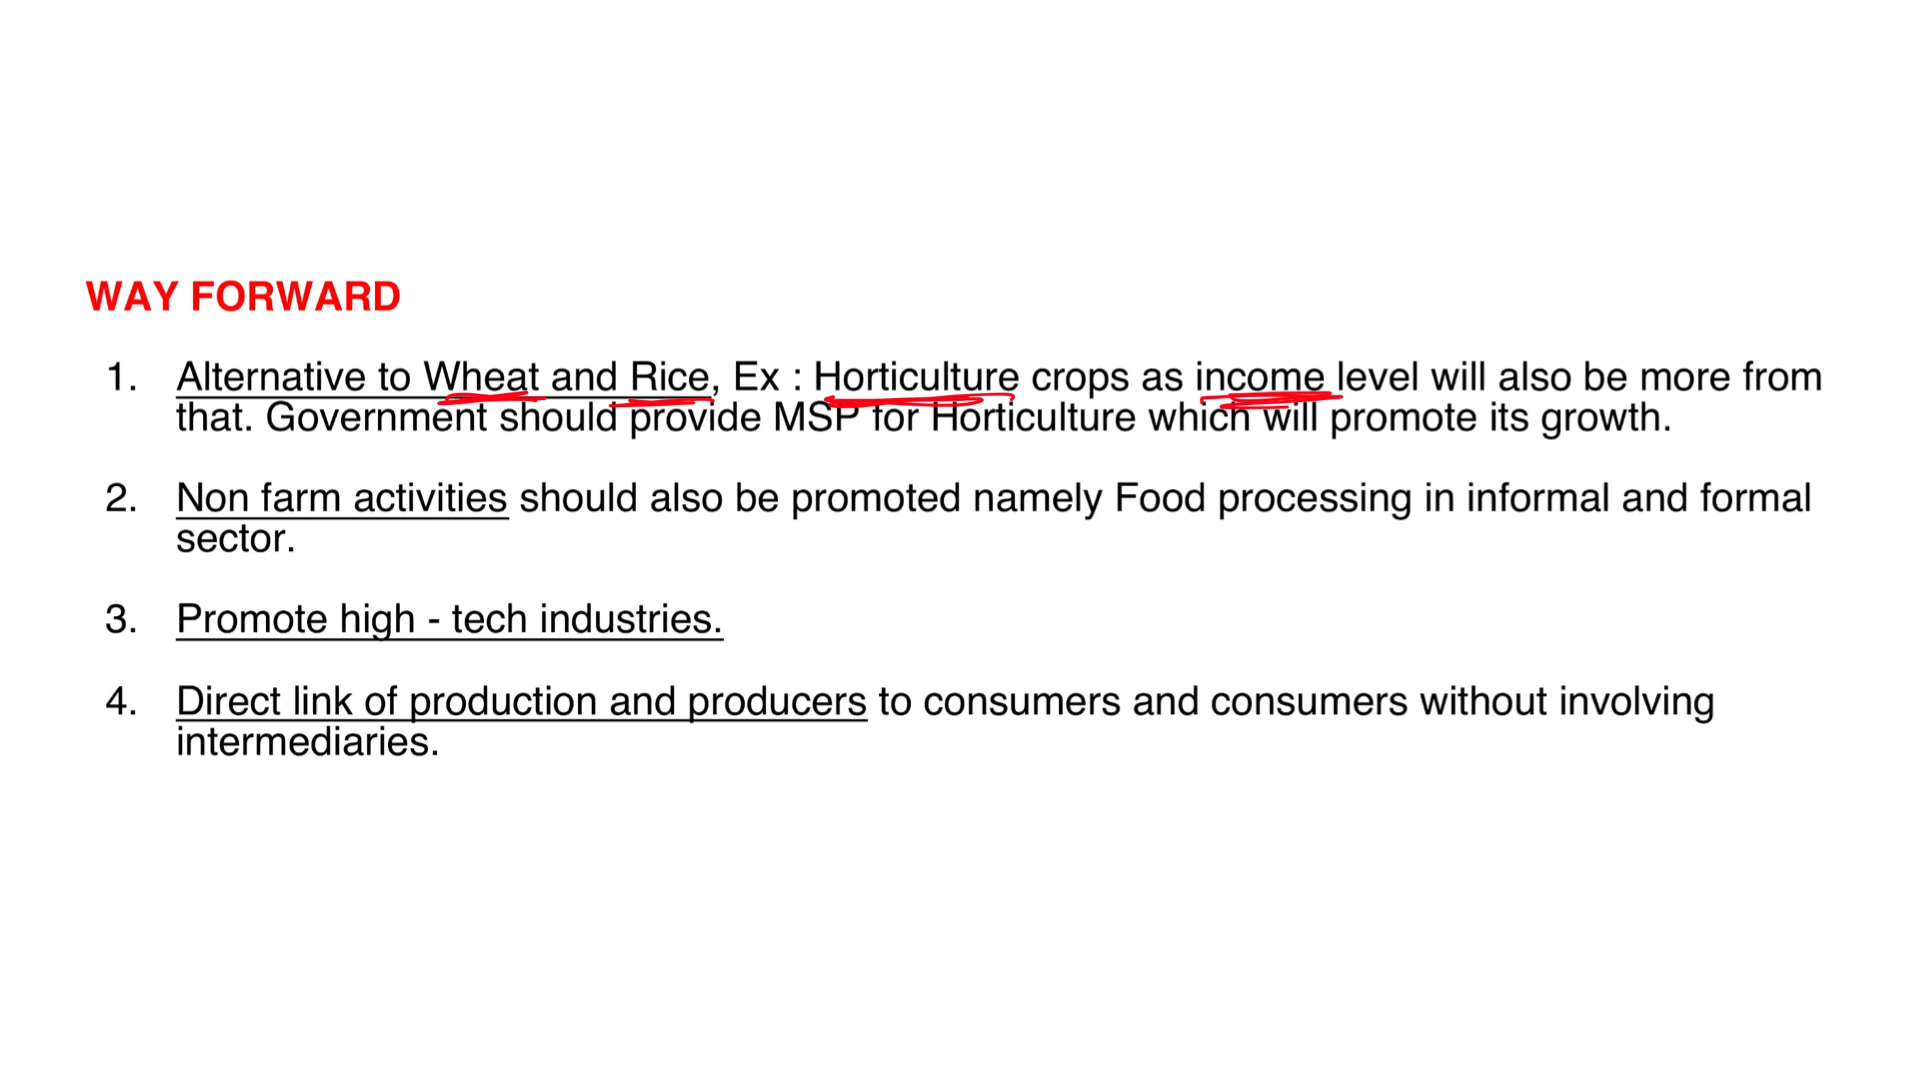 WAY FORWARD
1. Alternative to Wheat and Rice, Ex : Horticulture crops as income level will also be more from
that. Government should provide MSP for Horticulture which will promote its growth.
2. Non farm activities should also be promoted namely Food processing in informal and formal
sector.
3. Promote high - tech industries.
4. Direct link of production and producers to consumers and consumers without involving
intermediaries.